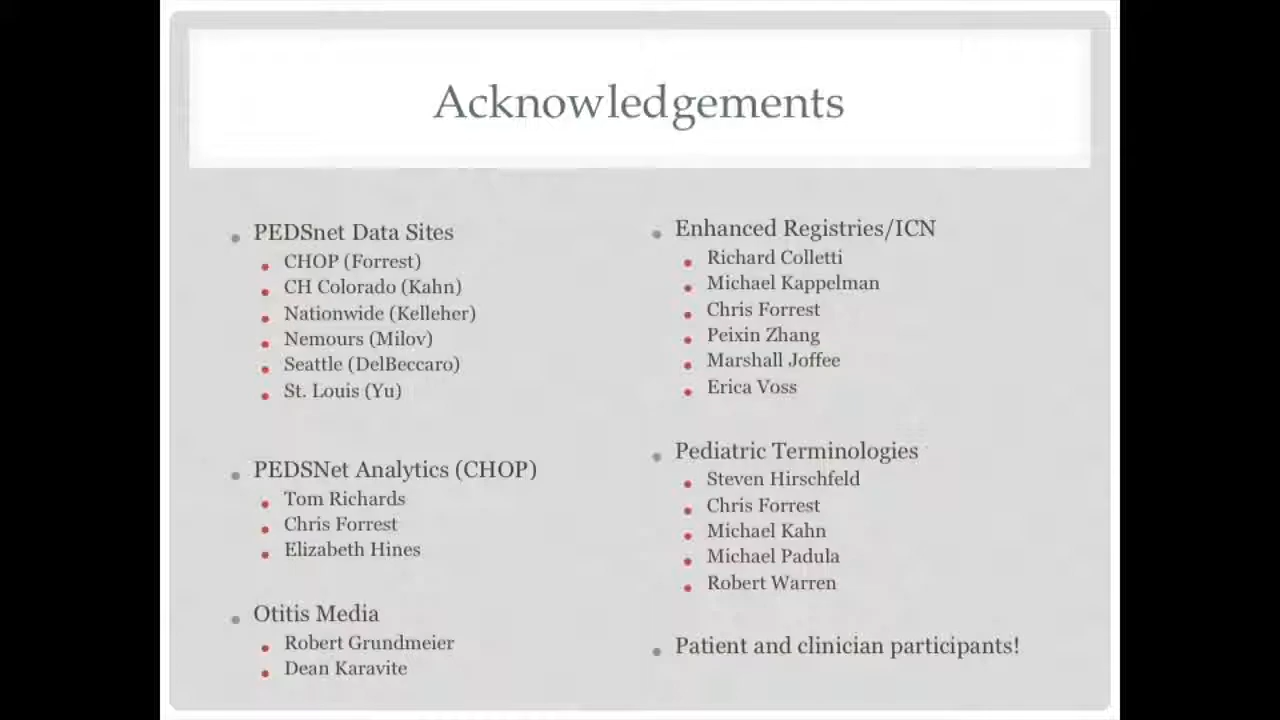 Acknowledgements
PEDSnet Data Sites
CHOP (Forrest)
CH Colorado (Kahn)
Nationwide (Kelleher)
Nemours (Milov)
Seattle (DelBeccaro)
St. Louis (Yu)
PEDSNet Analytics (CHOP)
Tom Richards
Chris Forrest
Elizabeth Hines
Otitis Media
Robert Grundmeier
Dean Karavite
Enhanced Registries/ICN
Richard Colletti
Michael Kappelman
Chris Forrest
Peixin Zhang
Marshall Joffee
Erica Voss
Pediatric Terminologies
Steven Hirschfeld
Chris Forrest
Michael Kahn
Michael Padula
Robert Warren
Patient and clinician participants!